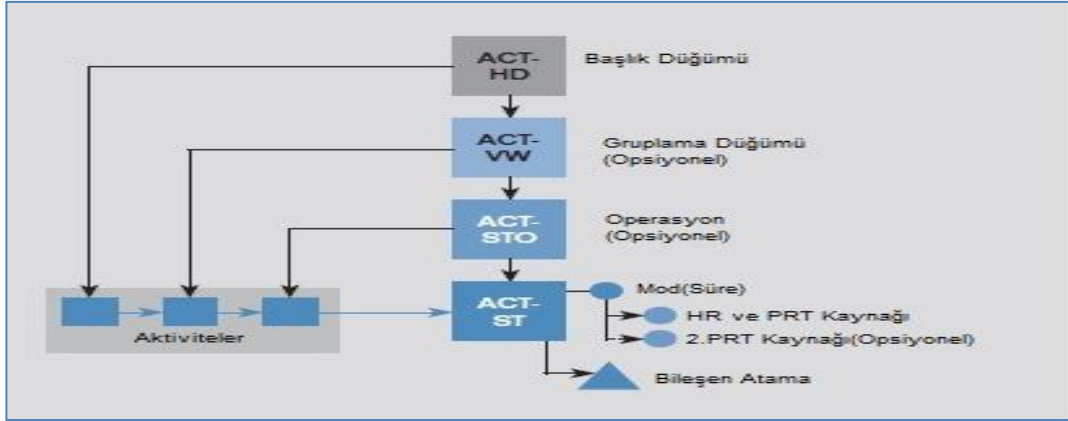 ACT-
HD
Başlık Düğümü
ACT-
VW
Gruplama Düğümü
(Opsiyonel)
ACT-
STO
Operasyon
(Opsiyonel)
ACT-
ST
Mod(Süre)
HR ve PRT Kaynağı
2.PRT Kaynağı(Opsiyonel)
Aktiviteler
Bileşen Atama